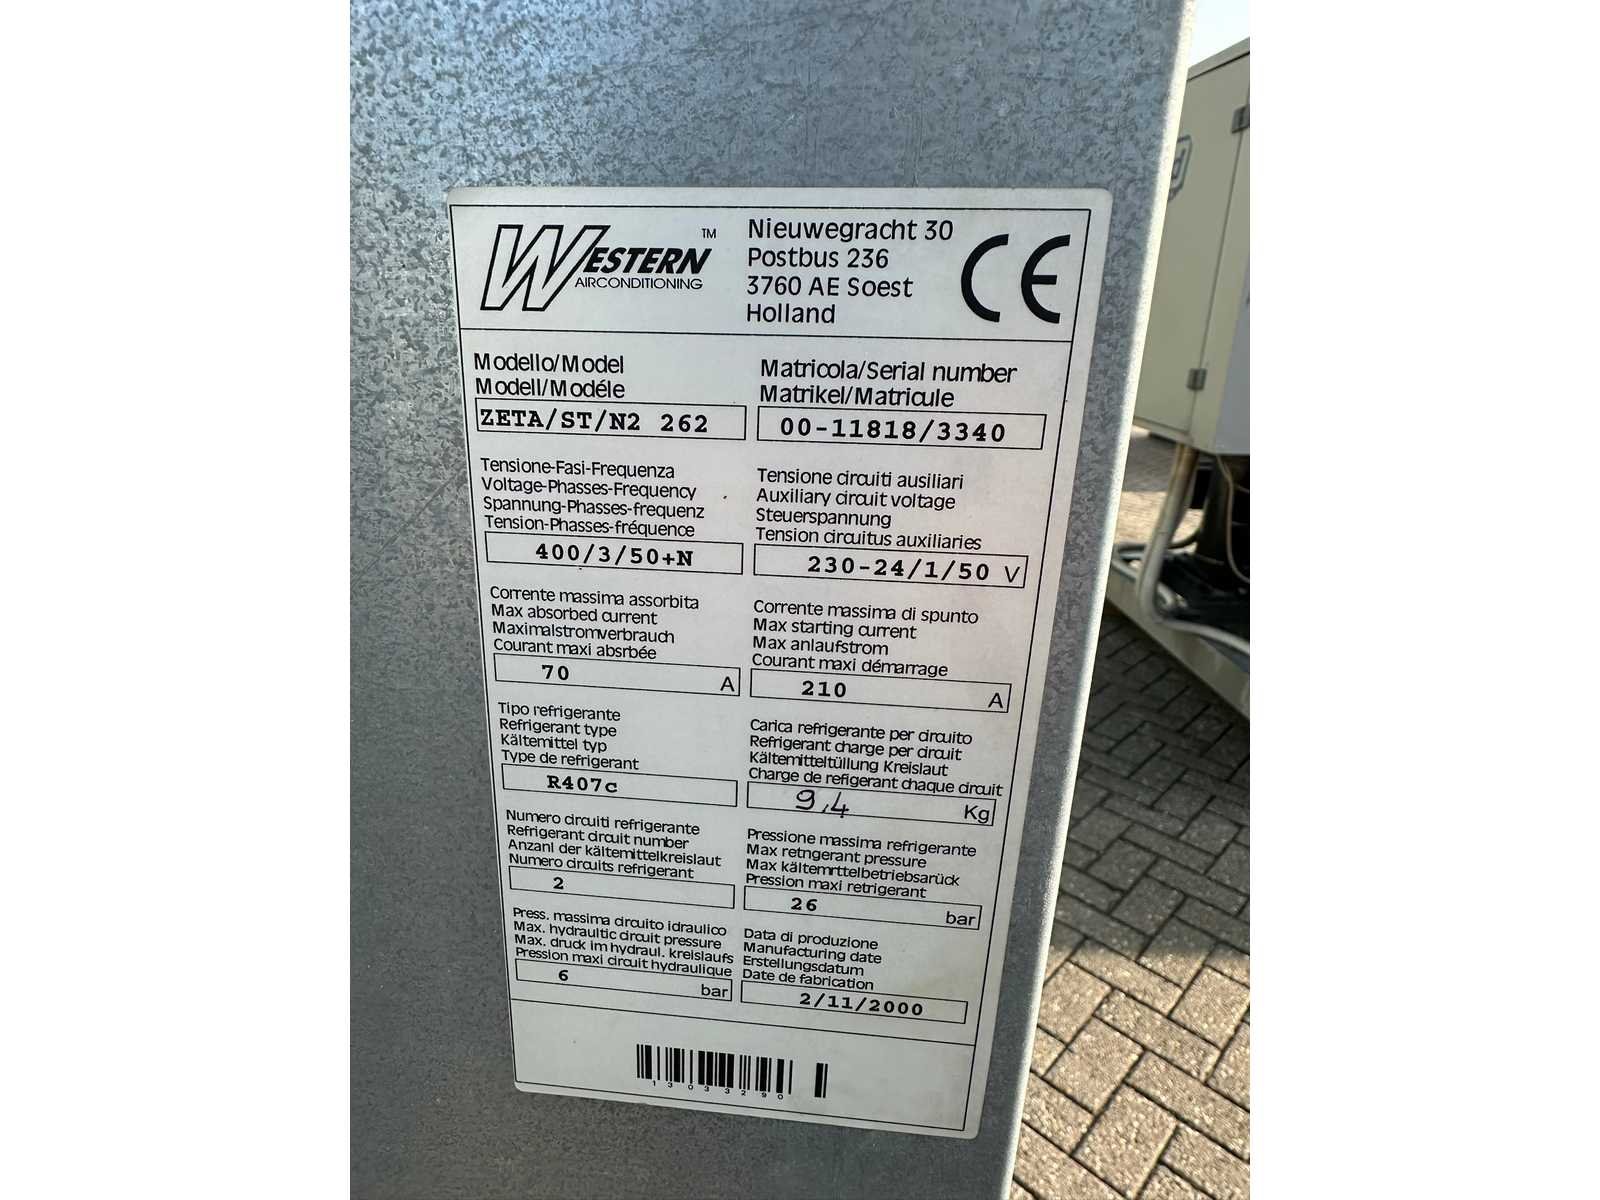 WESTERN™
AIRCONDITIONING
Nieuwegracht 30
Postbus 236
3760 AE Soest
Holland
CE
Modello/Model
Modell/Modéle
ZETA/ST/N2 262
Matricola/Serial number
Matrikel/Matricule
00-11818/3340
Tensione-Fasi-Frequenza
Voltage-Phasses-Frequency
Spannung-Phasses-frequenz
Tension-Phasses-fréquence
400/3/50+N
Tensione circuiti ausiliari
Auxiliary circuit voltage
Steuerspannung
Tension circuitus auxiliaries
230-24/1/50 V
Corrente massima assorbita
Max absorbed current
Maximalstromverbrauch
Courant maxi absrbée
70 A
Corrente massima di spunto
Max starting current
Max anlaufstrom
Courant maxi démarrage
210 A
Tipo refrigerante
Refrigerant type
Kältemittel typ
Type de refrigerant
R407c
Carica refrigerante per circuito
Refrigerant charge per circuit
Kältemitteltüllung Kreislaut
Charge de refigerant chaque circuit
9,4 Kg
Numero circuiti refrigerante
Refrigerant circuit number
Anzahl der kältemittelkreislaut
Numero circuits refrigerant
2
Pressione massima refrigerante
Max retngerant pressure
Max kältemrttelbetriebsarück
Pression maxi retrigerant
26 bar
Press. massima circuito idraulico
Max. hydraultic circuit pressure
Max. druck im hydraul. kreislaufs
Pression maxi circuit hydraulique
6 bar
Data di produzione
Manufacturing date
Erstellungsdatum
Date de fabrication
2/11/2000
13033290